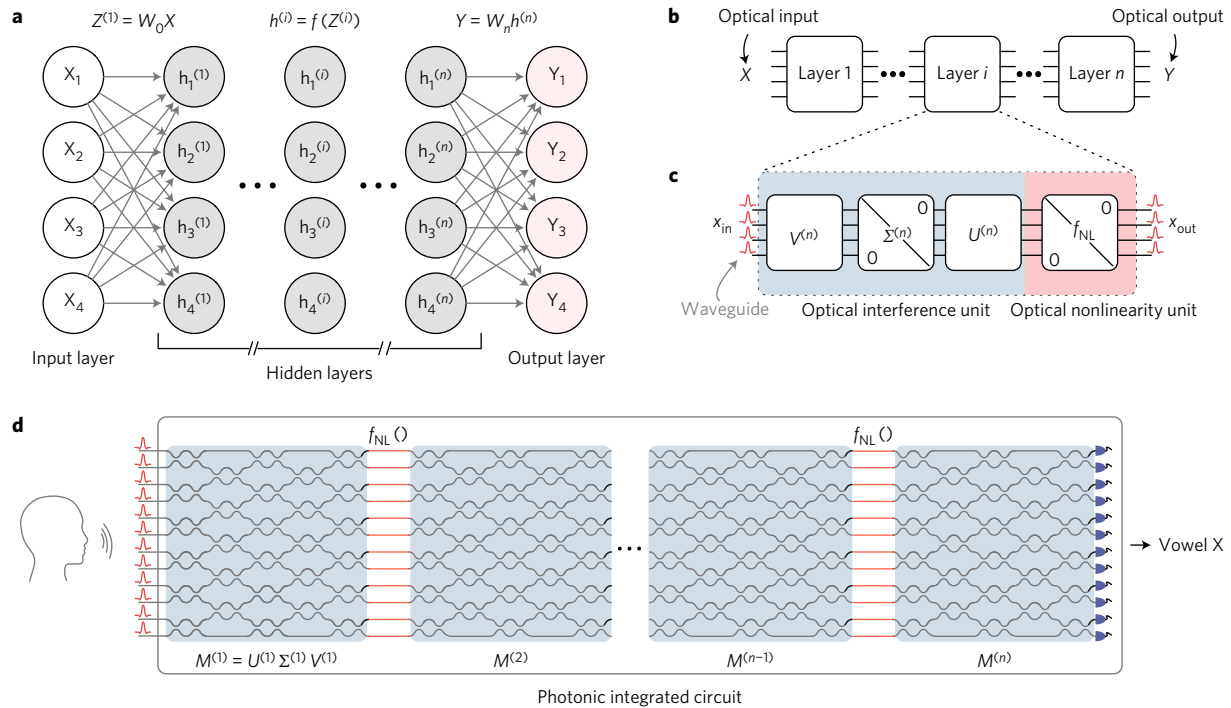 a
Z(1) = W0X
h(i) = f (Z(i))
Y = Wnh(n)
X1
h1(1)
h1(i)
h1(n)
Y1
X2
h2(1)
h2(i)
h2(n)
Y2
X3
h3(1)
h3(i)
h3(n)
Y3
X4
h4(1)
h4(i)
h4(n)
Y4
Input layer
Hidden layers
Output layer
b
Optical input
Optical output
X
Layer 1
Layer i
Layer n
Y
c
xin
V(n)
0
Σ(n)
0
U(n)
0
fNL
0
xout
Waveguide
Optical interference unit
Optical nonlinearity unit
d
fNL ()
fNL ()
Vowel X
M(1) = U(1) Σ(1) V(1)
M(2)
M(n−1)
M(n)
Photonic integrated circuit